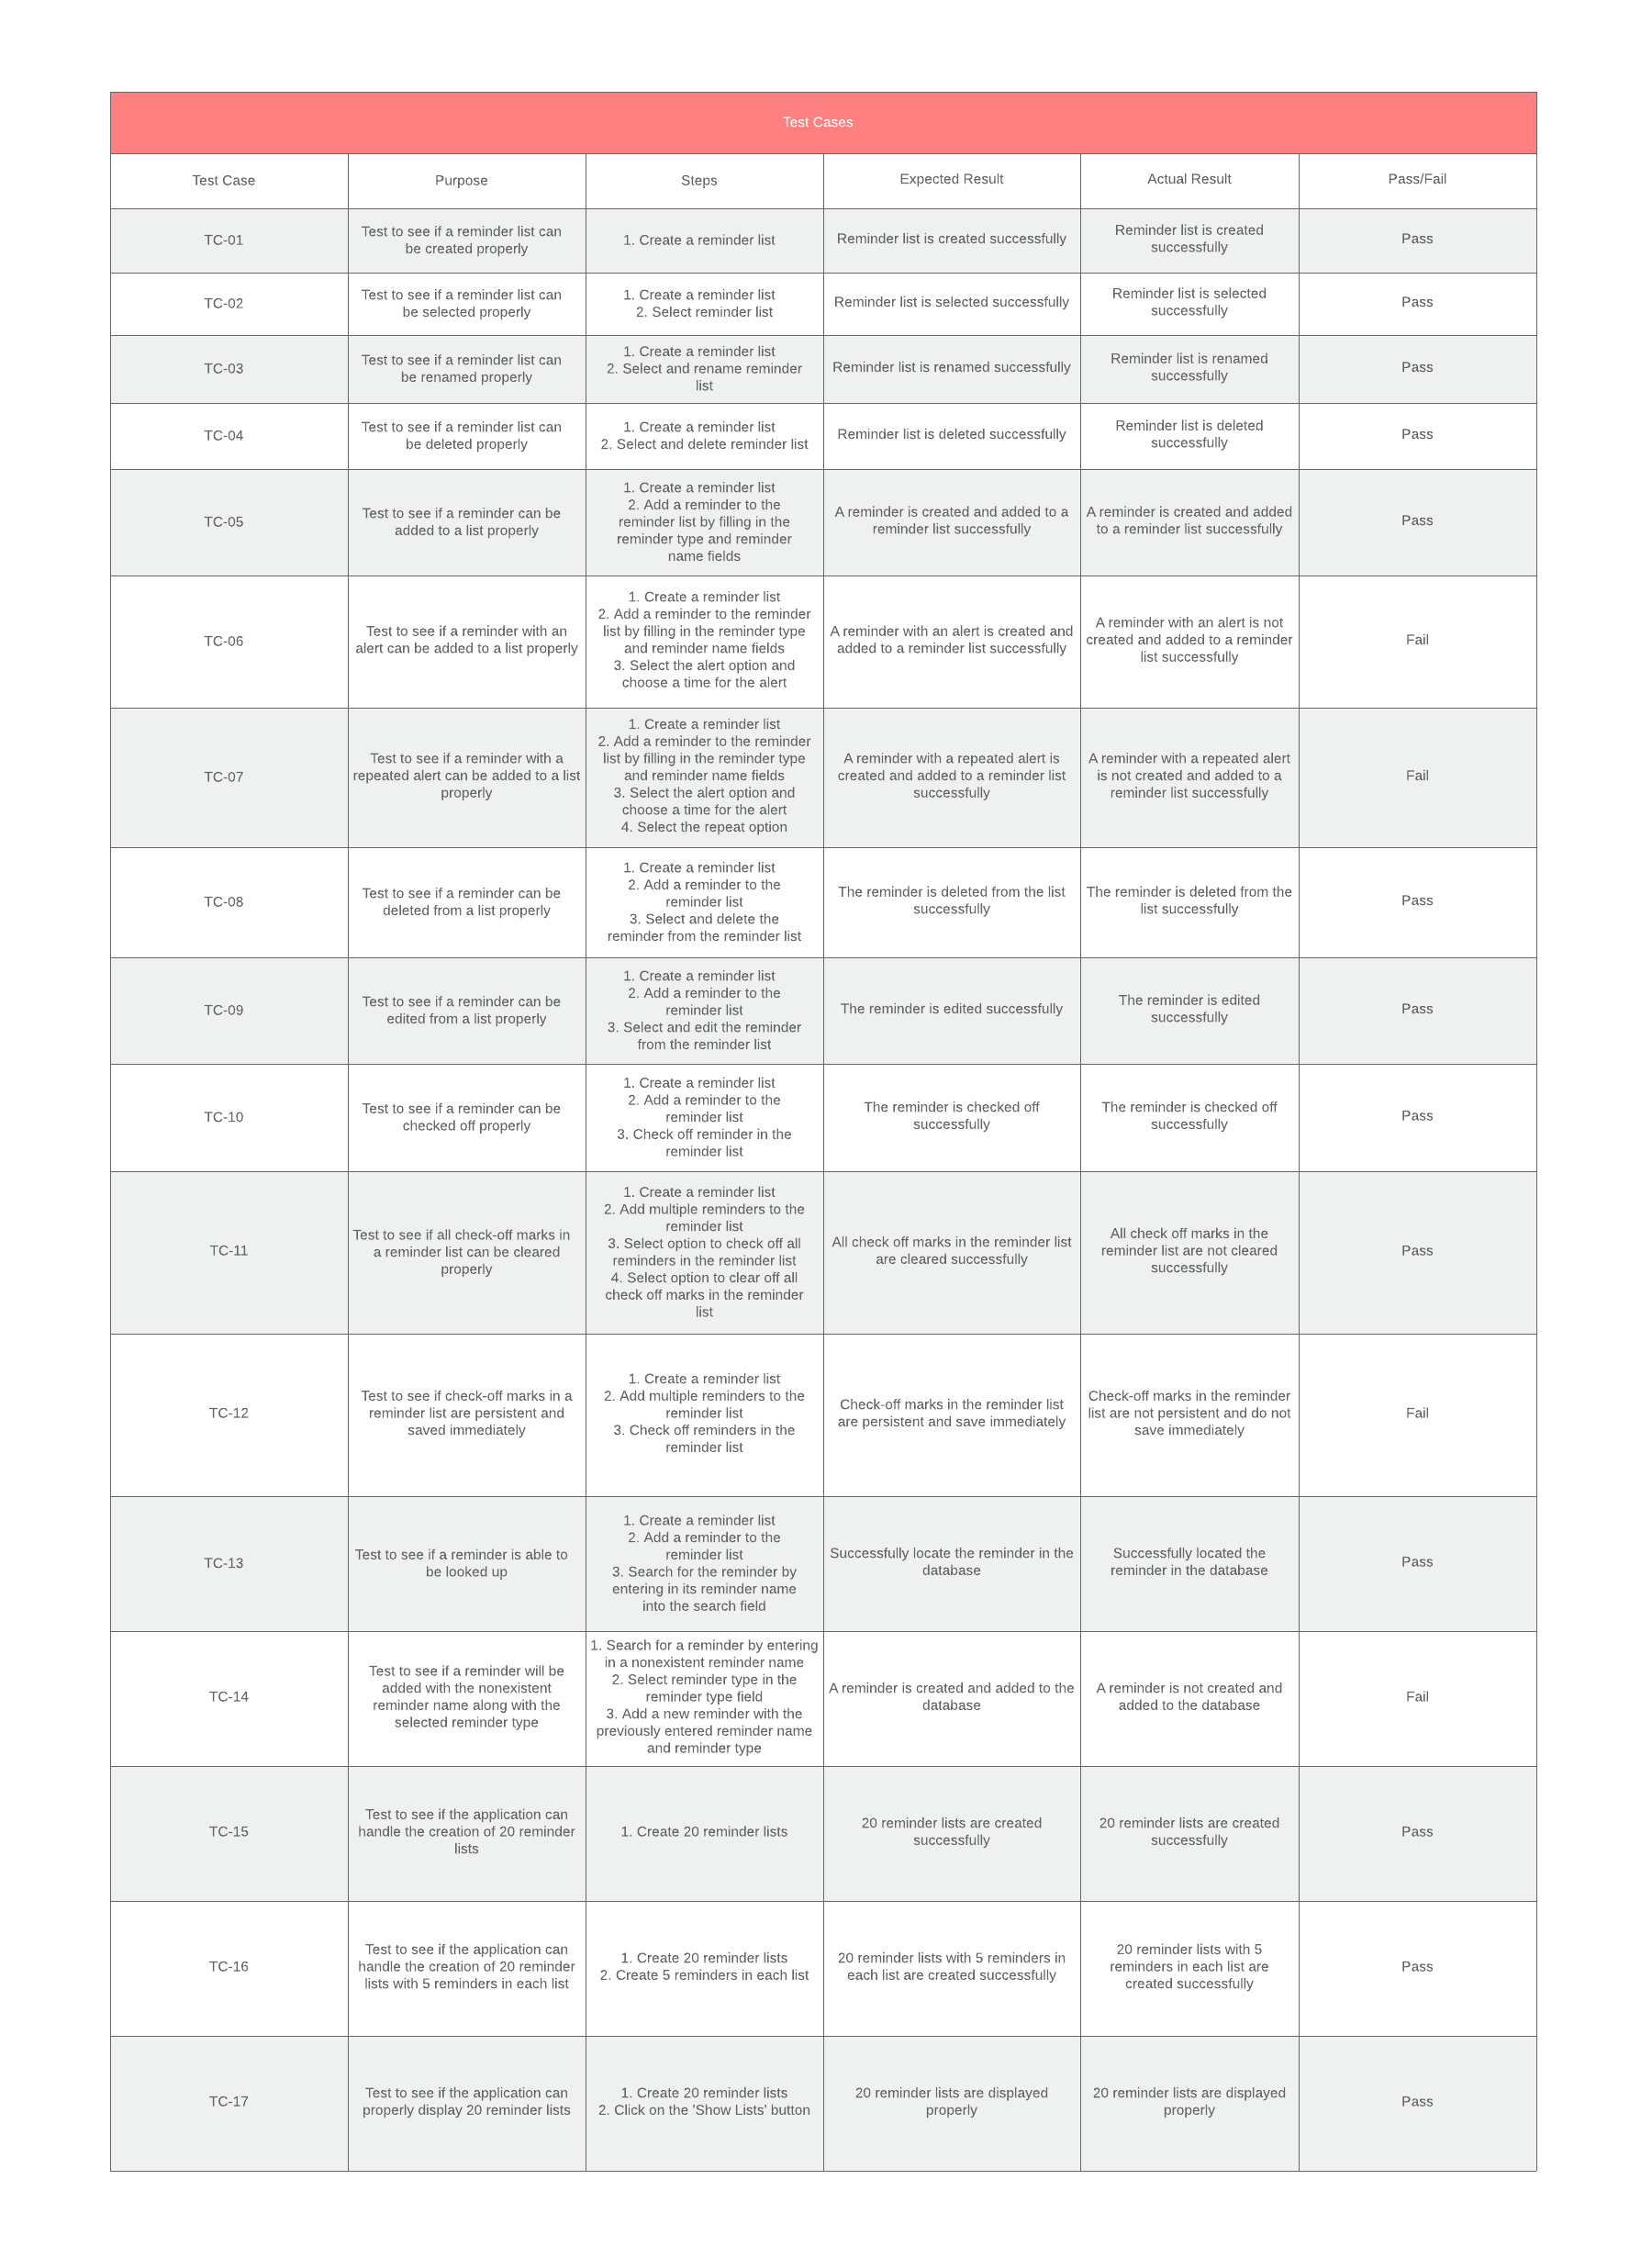 Test Cases
Test Case
Purpose
Steps
Expected Result
Actual Result
Pass/Fail
TC-01
Test to see if a reminder list can
be created properly
1. Create a reminder list
Reminder list is created successfully
Reminder list is created
successfully
Pass
TC-02
Test to see if a reminder list can
be selected properly
1. Create a reminder list
2. Select reminder list
Reminder list is selected successfully
Reminder list is selected
successfully
Pass
TC-03
Test to see if a reminder list can
be renamed properly
1. Create a reminder list
2. Select and rename reminder
list
Reminder list is renamed successfully
Reminder list is renamed
successfully
Pass
TC-04
Test to see if a reminder list can
be deleted properly
1. Create a reminder list
2. Select and delete reminder list
Reminder list is deleted successfully
Reminder list is deleted
successfully
Pass
TC-05
Test to see if a reminder can be
added to a list properly
1. Create a reminder list
2. Add a reminder to the
reminder list by filling in the
reminder type and reminder
name fields
A reminder is created and added to a
reminder list successfully
A reminder is created and added
to a reminder list successfully
Pass
TC-06
Test to see if a reminder with an
alert can be added to a list properly
1. Create a reminder list
2. Add a reminder to the reminder
list by filling in the reminder type
and reminder name fields
3. Select the alert option and
choose a time for the alert
A reminder with an alert is created and
added to a reminder list successfully
A reminder with an alert is not
created and added to a reminder
list successfully
Fail
TC-07
Test to see if a reminder with a
repeated alert can be added to a list
properly
1. Create a reminder list
2. Add a reminder to the reminder
list by filling in the reminder type
and reminder name fields
3. Select the alert option and
choose a time for the alert
4. Select the repeat option
A reminder with a repeated alert is
created and added to a reminder list
successfully
A reminder with a repeated alert
is not created and added to a
reminder list successfully
Fail
TC-08
Test to see if a reminder can be
deleted from a list properly
1. Create a reminder list
2. Add a reminder to the
reminder list
3. Select and delete the
reminder from the reminder list
The reminder is deleted from the list
successfully
The reminder is deleted from the
list successfully
Pass
TC-09
Test to see if a reminder can be
edited from a list properly
1. Create a reminder list
2. Add a reminder to the
reminder list
3. Select and edit the reminder
from the reminder list
The reminder is edited successfully
The reminder is edited
successfully
Pass
TC-10
Test to see if a reminder can be
checked off properly
1. Create a reminder list
2. Add a reminder to the
reminder list
3. Check off reminder in the
reminder list
The reminder is checked off
successfully
The reminder is checked off
successfully
Pass
TC-11
Test to see if all check-off marks in
a reminder list can be cleared
properly
1. Create a reminder list
2. Add multiple reminders to the
reminder list
3. Select option to check off all
reminders in the reminder list
4. Select option to clear off all
check off marks in the reminder
list
All check off marks in the reminder list
are cleared successfully
All check off marks in the
reminder list are not cleared
successfully
Pass
TC-12
Test to see if check-off marks in a
reminder list are persistent and
saved immediately
1. Create a reminder list
2. Add multiple reminders to the
reminder list
3. Check off reminders in the
reminder list
Check-off marks in the reminder list
are persistent and save immediately
Check-off marks in the reminder
list are not persistent and do not
save immediately
Fail
TC-13
Test to see if a reminder is able to
be looked up
1. Create a reminder list
2. Add a reminder to the
reminder list
3. Search for the reminder by
entering in its reminder name
into the search field
Successfully locate the reminder in the
database
Successfully located the
reminder in the database
Pass
TC-14
Test to see if a reminder will be
added with the nonexistent
reminder name along with the
selected reminder type
1. Search for a reminder by entering
in a nonexistent reminder name
2. Select reminder type in the
reminder type field
3. Add a new reminder with the
previously entered reminder name
and reminder type
A reminder is created and added to the
database
A reminder is not created and
added to the database
Fail
TC-15
Test to see if the application can
handle the creation of 20 reminder
lists
1. Create 20 reminder lists
20 reminder lists are created
successfully
20 reminder lists are created
successfully
Pass
TC-16
Test to see if the application can
handle the creation of 20 reminder
lists with 5 reminders in each list
1. Create 20 reminder lists
2. Create 5 reminders in each list
20 reminder lists with 5 reminders in
each list are created successfully
20 reminder lists with 5
reminders in each list are
created successfully
Pass
TC-17
Test to see if the application can
properly display 20 reminder lists
1. Create 20 reminder lists
2. Click on the 'Show Lists' button
20 reminder lists are displayed
properly
20 reminder lists are displayed
properly
Pass